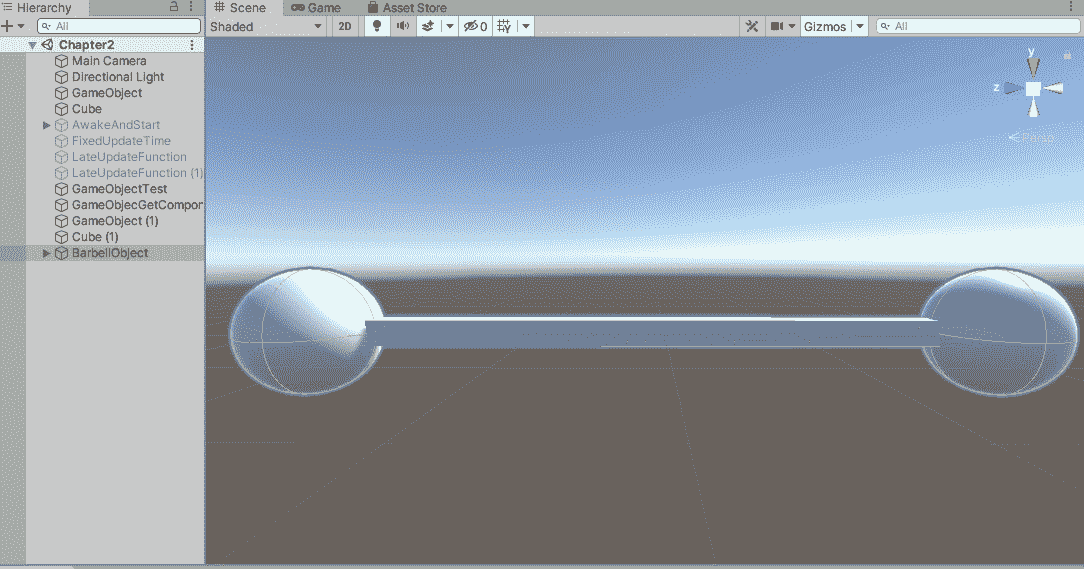 Hierarchy
All
Chapter2
Main Camera
Directional Light
GameObject
Cube
AwakeAndStart
FixedUpdateTime
LateUpdateFunction
LateUpdateFunction (1)
GameObjectTest
GameObjecGetCompor
GameObject (1)
Cube (1)
BarbellObject
Scene Game Asset Store
Shaded 2D 0 Gizmos All
y
z
Persp